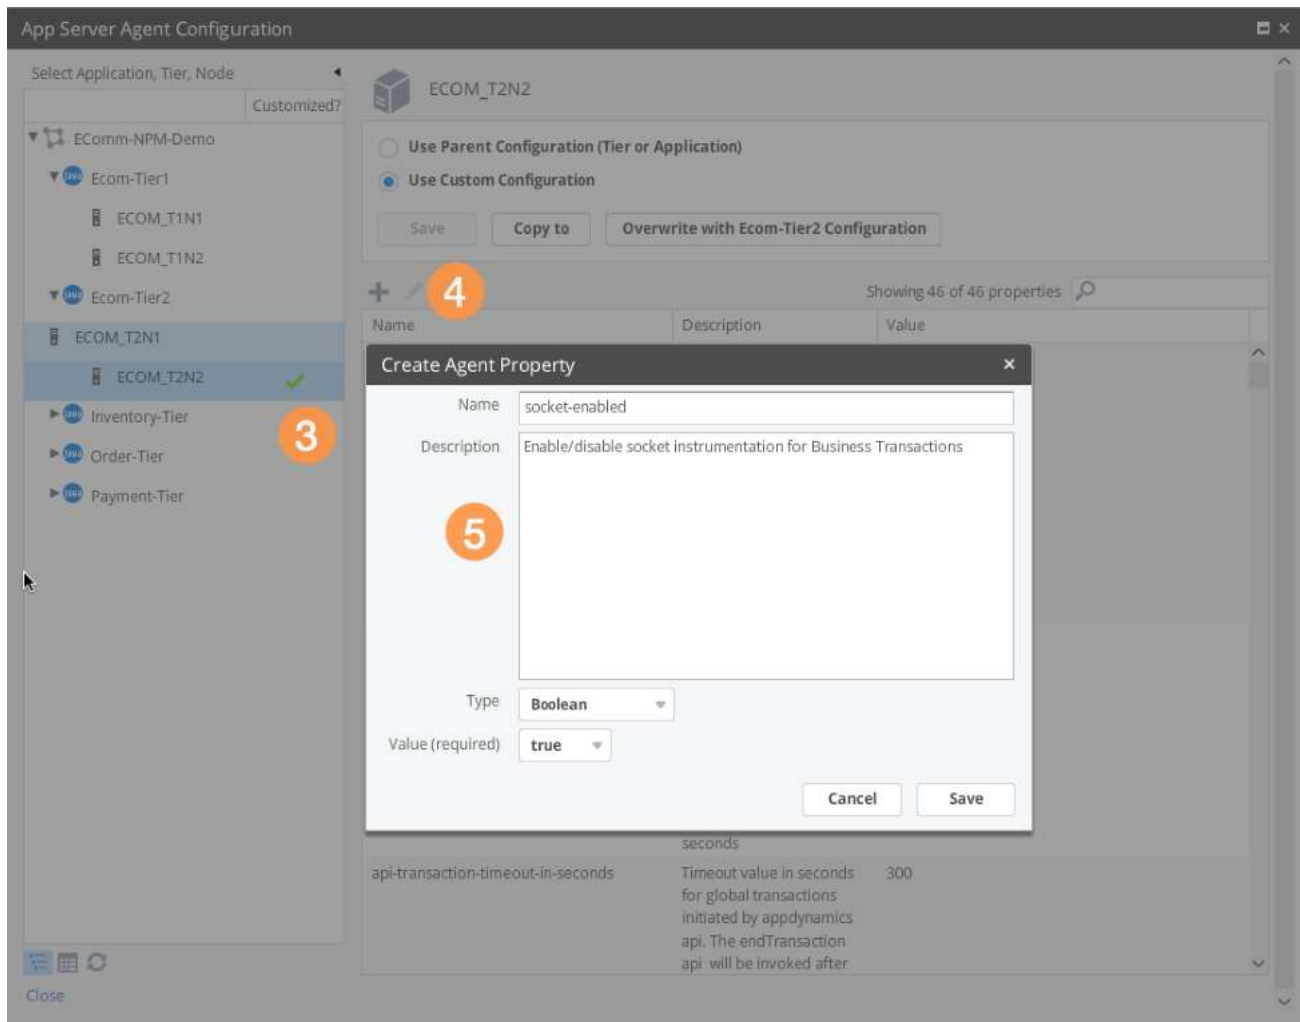 App Server Agent Configuration
Select Application, Tier, Node
Customized?
EComm-NPM-Demo
Ecom-Tier1
ECOM_T1N1
ECOM_T1N2
Ecom-Tier2
ECOM_T2N1
ECOM_T2N2
3
Inventory-Tier
Order-Tier
Payment-Tier
Close
ECOM_T2N2
Use Parent Configuration (Tier or Application)
Use Custom Configuration
Save Copy to Overwrite with Ecom-Tier2 Configuration
4
Showing 46 of 46 properties
Name Description Value
Create Agent Property
Name socket-enabled
Description Enable/disable socket instrumentation for Business Transactions
5
Type Boolean
Value (required) true
Cancel Save
seconds
api-transaction-timeout-in-seconds Timeout value in seconds 300
for global transactions
initiated by appdynamics
api. The endTransaction
api will be invoked after